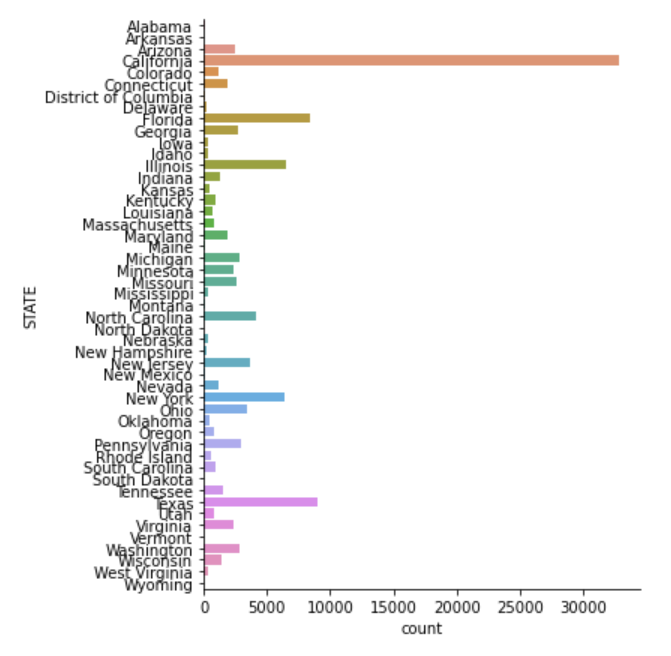 Alabama
Arkansas
Arizona
California
Colorado
Connecticut
District of Columbia
Delaware
Florida
Georgia
Iowa
Idaho
Illinois
Indiana
Kansas
Kentucky
Louisiana
Massachusetts
Maryland
Maine
Michigan
Minnesota
Missouri
Mississippi
Montana
North Carolina
North Dakota
Nebraska
New Hampshire
New Jersey
New Mexico
Nevada
New York
Ohio
Oklahoma
Oregon
Pennsylvania
Rhode Island
South Carolina
South Dakota
Tennessee
Texas
Utah
Virginia
Vermont
Washington
Wisconsin
West Virginia
Wyoming
STATE
0 5000 10000 15000 20000 25000 30000
count